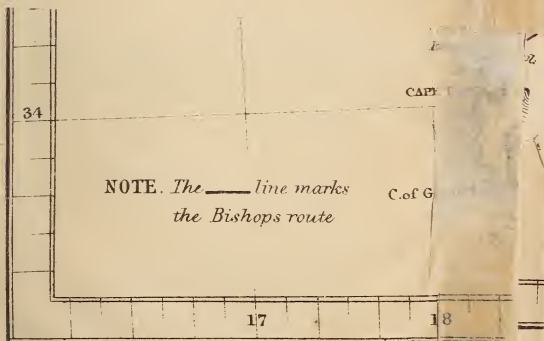 CAPE
34
NOTE. The ___ line marks
the Bishops route
C. of G
17
18